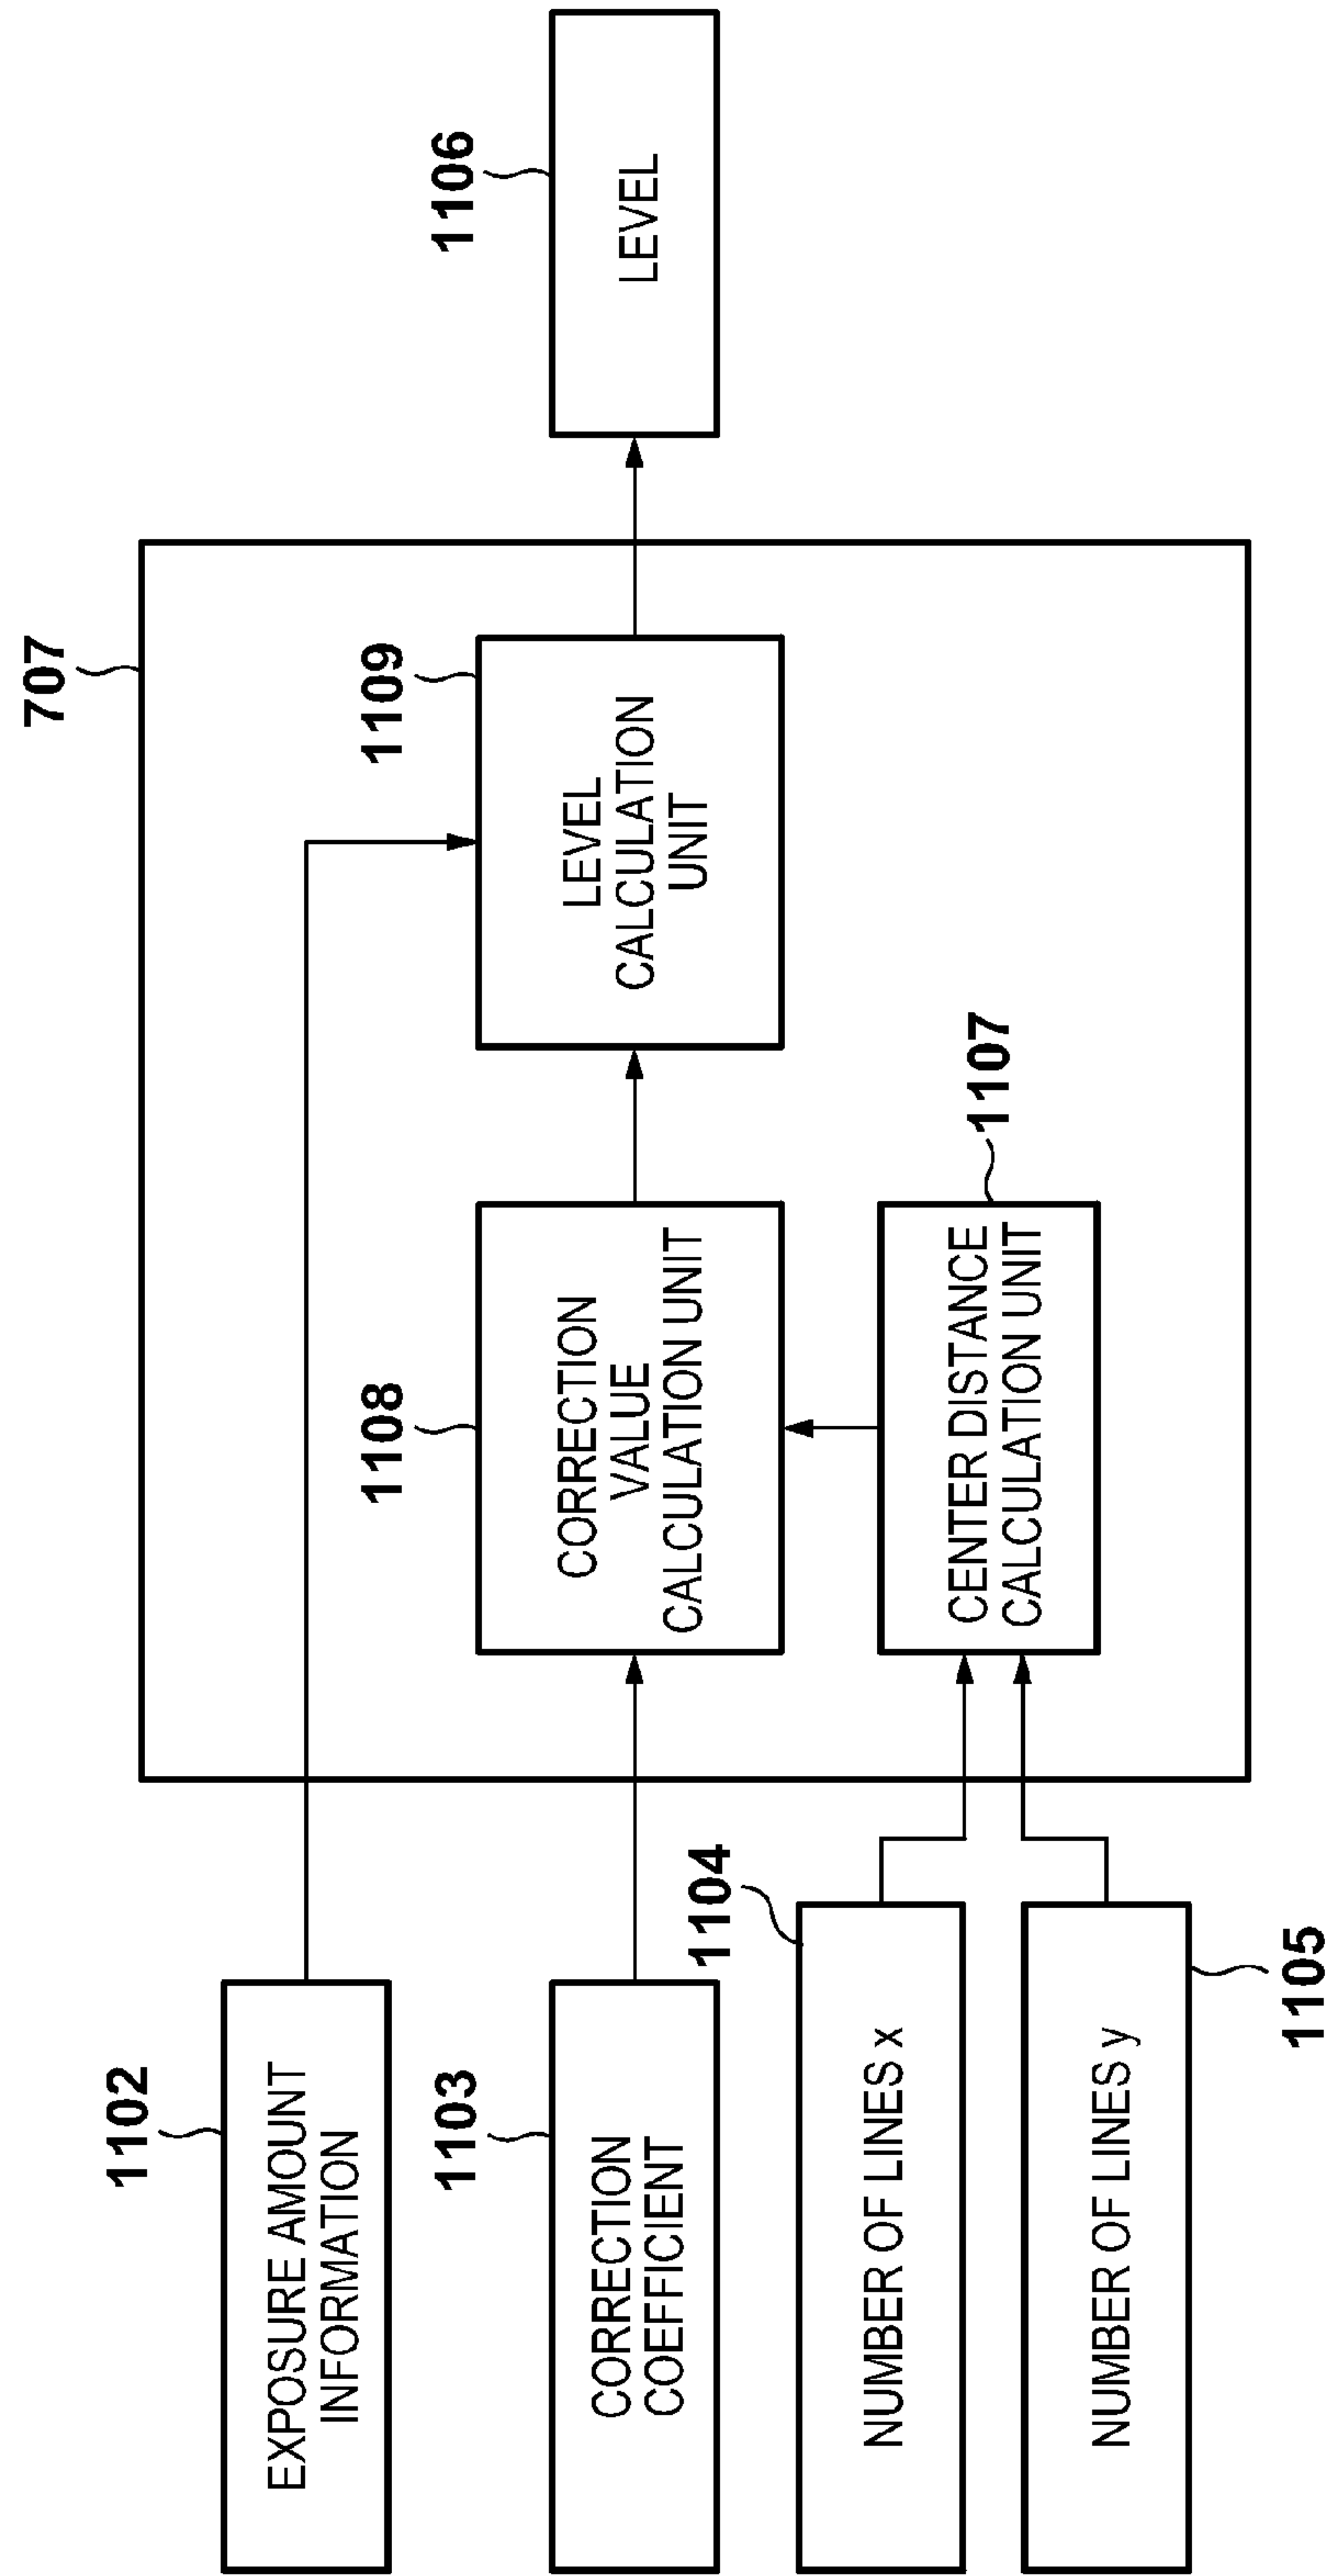 707
1102
EXPOSURE AMOUNT
INFORMATION
1103
CORRECTION
COEFFICIENT
1104
NUMBER OF LINES x
NUMBER OF LINES y
1105
1108
CORRECTION
VALUE
CALCULATION UNIT
CENTER DISTANCE
CALCULATION UNIT
1107
1109
LEVEL
CALCULATION
UNIT
1106
LEVEL